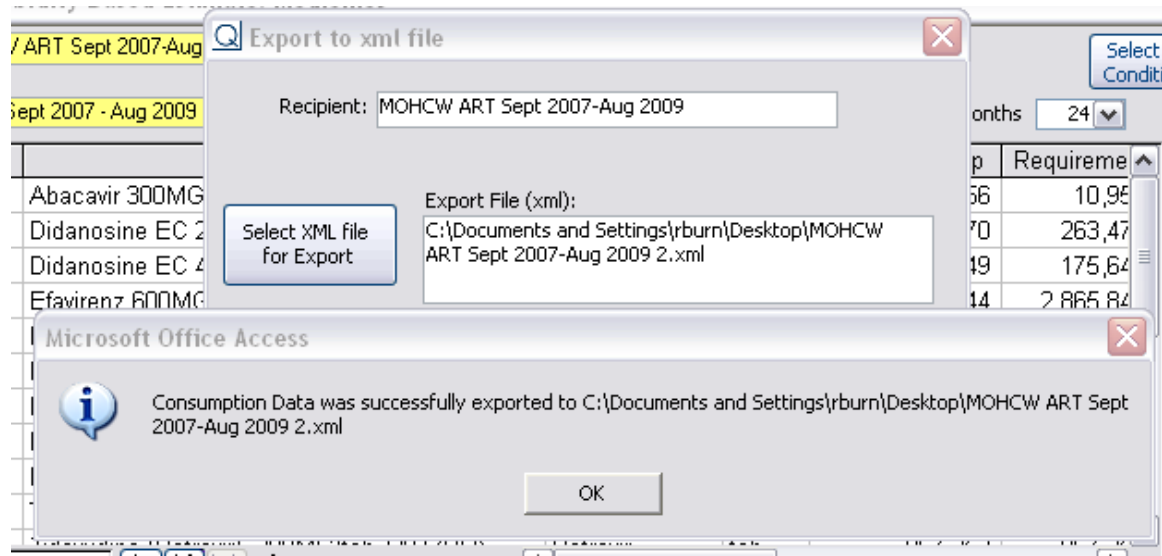 Export to xml file
/ ART Sept 2007-Aug
Select
Conditi
Recipient: MOHCW ART Sept 2007-Aug 2009
Sept 2007 - Aug 2009
onths 24
p Requireme
Abacavir 300MG 56 10,95
Export File (xml):
Didanosine EC 2 70 263,47
Select XML file
for Export
C:\Documents and Settings\rburn\Desktop\MOHCW
ART Sept 2007-Aug 2009 2.xml
Didanosine EC 4 49 175,64
Efavirenz 600MG 44 2,865,84
Microsoft Office Access
Consumption Data was successfully exported to C:\Documents and Settings\rburn\Desktop\MOHCW ART Sept
2007-Aug 2009 2.xml
OK